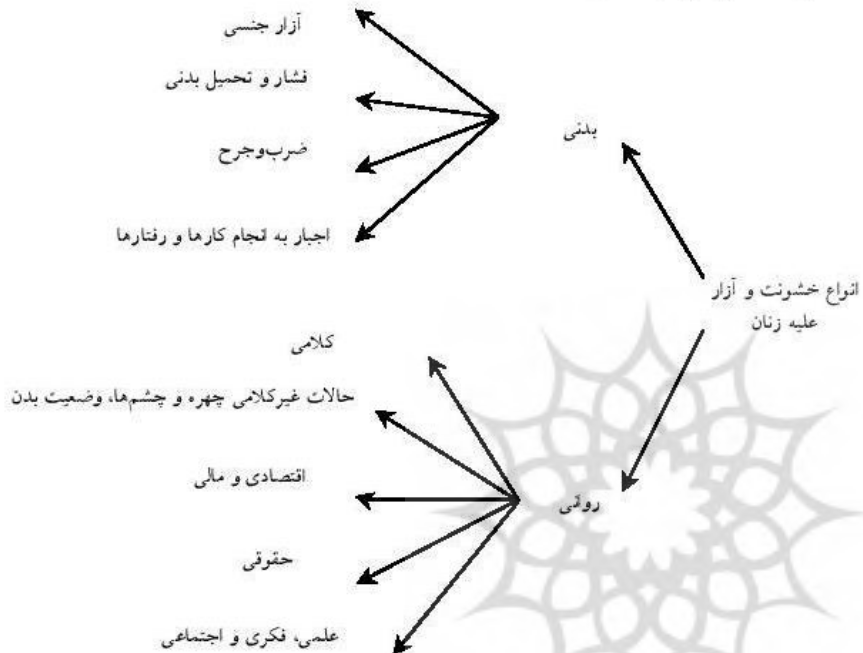 انواع خشونت و آزار
علیه زنان
بدنی
آزار جنسی
فشار و تحمیل بدنی
ضرب‌وجرح
اجبار به انجام کارها و رفتارها
روانی
کلامی
حالات غیرکلامی چهره و چشم‌ها، وضعیت بدن
اقتصادی و مالی
حقوقی
علمی، فکری و اجتماعی